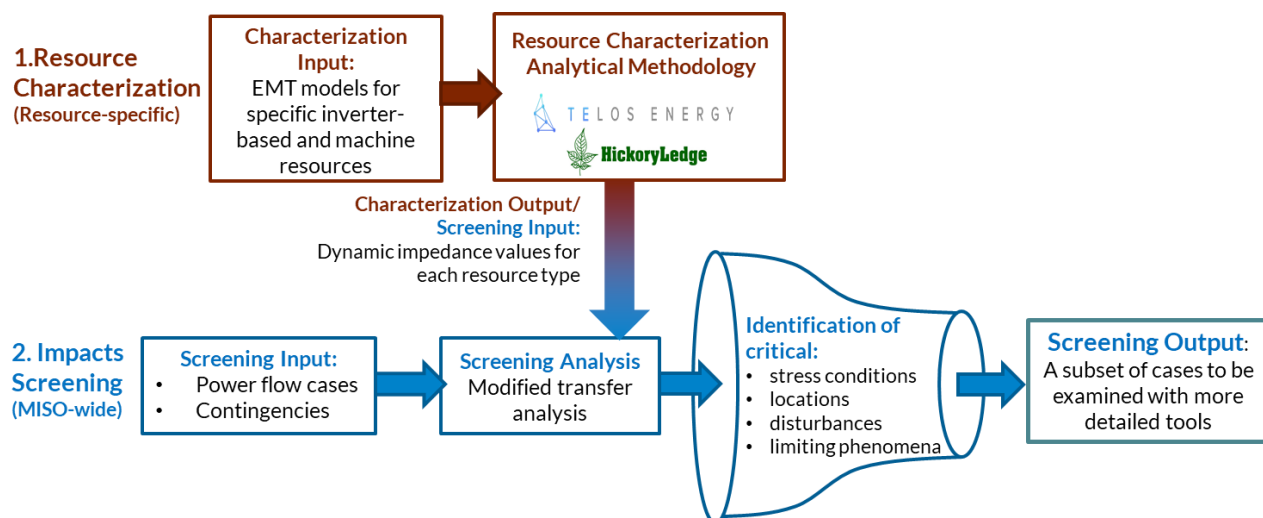 1.Resource
Characterization
(Resource-specific)
Characterization
Input:
EMT models for
specific inverter-
based and machine
resources
Resource Characterization
Analytical Methodology
TELOS ENERGY
HickoryLedge
Characterization Output/
Screening Input:
Dynamic impedance values for
each resource type
2. Impacts
Screening
(MISO-wide)
Screening Input:
• Power flow cases
• Contingencies
Screening Analysis
Modified transfer
analysis
Identification of
critical:
• stress conditions
• locations
• disturbances
• limiting phenomena
Screening Output:
A subset of cases to be
examined with more
detailed tools